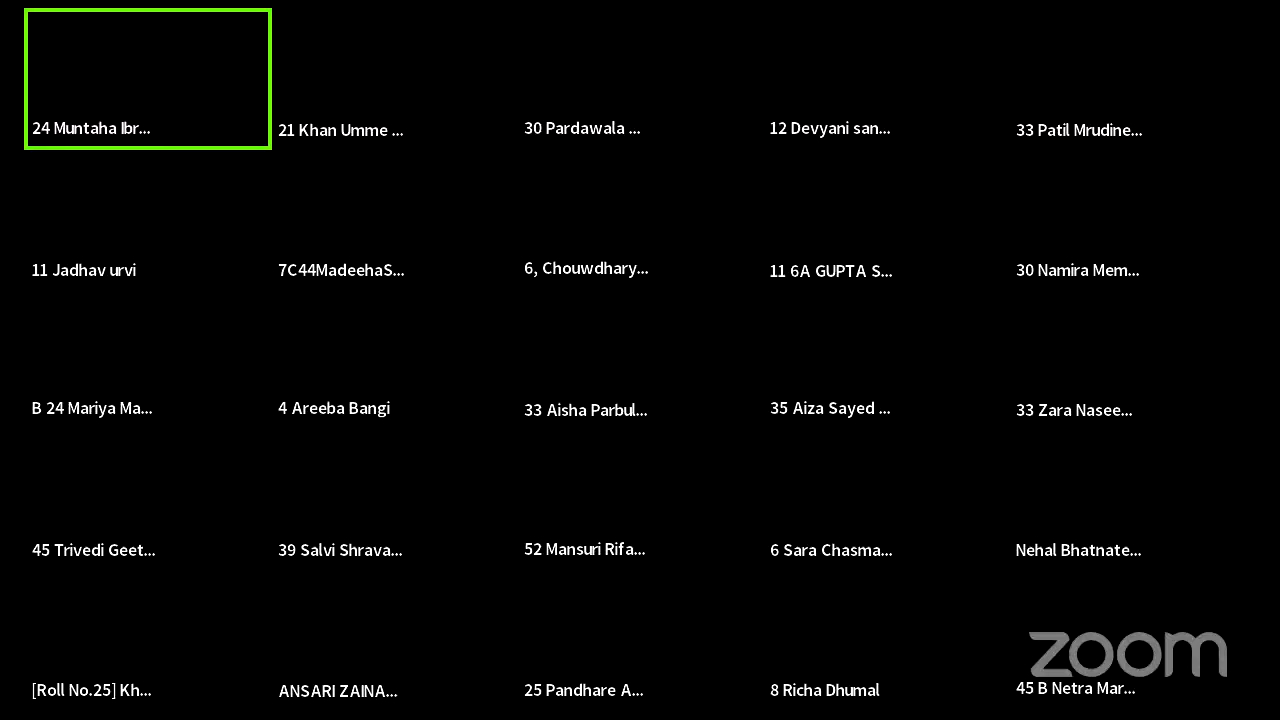 24 Muntaha Ibr...
21 Khan Umme ...
30 Pardawala ...
12 Devyani san...
33 Patil Mrudine...
11 Jadhav urvi
7C44MadeehaS...
6, Chouwdhary...
11 6A GUPTA S...
30 Namira Mem...
B 24 Mariya Ma...
4 Areeba Bangi
33 Aisha Parbul...
35 Aiza Sayed ...
33 Zara Nasee...
45 Trivedi Geet...
39 Salvi Shrava...
52 Mansuri Rifa...
6 Sara Chasma...
Nehal Bhatnate...
[Roll No.25] Kh...
ANSARI ZAINA...
25 Pandhare A...
8 Richa Dhumal
45 B Netra Mar...
zoom